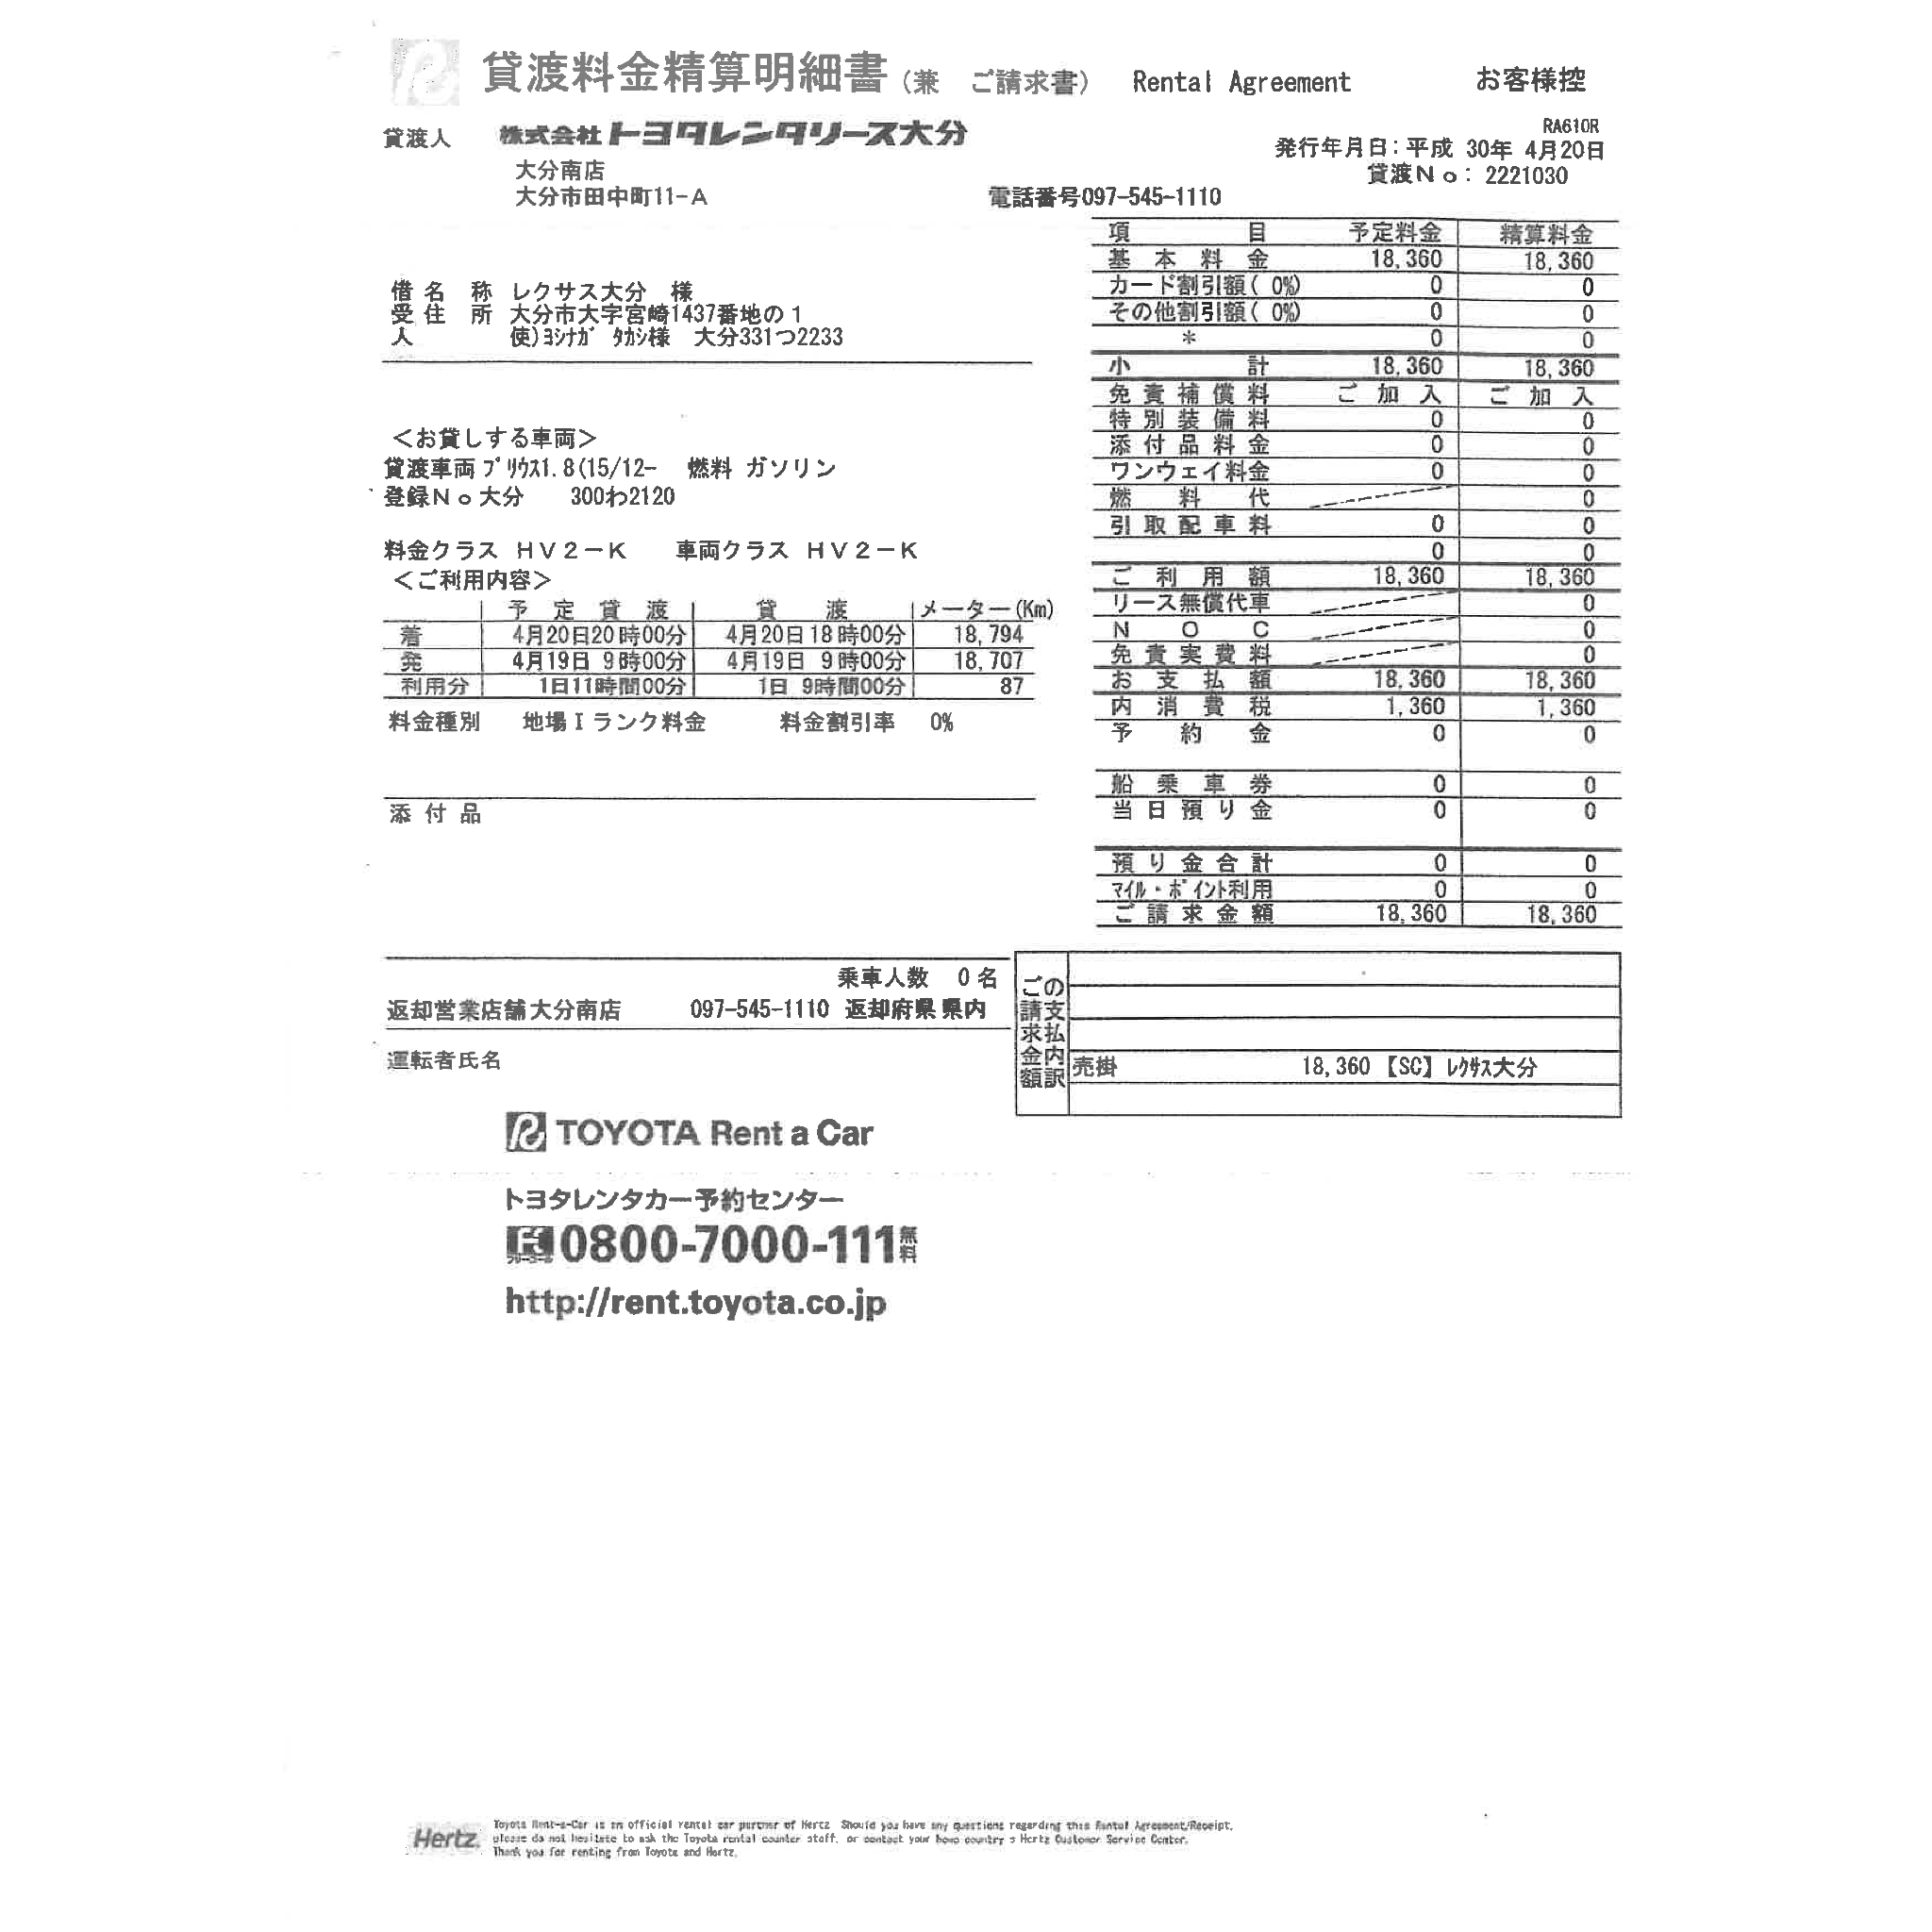 貸渡料金精算明細書（兼　ご請求書）　Rental Agreement　お客様控
RA610R
貸渡人　株式会社トヨタレンタリース大分
発行年月日：平成 30年 4月20日
大分南店
貸渡Ｎｏ：2221030
大分市田中町11-A　電話番号097-545-1110
項目　予定料金　精算料金
基本料金　18,360　18,360
カード割引額( 0%)　0　0
その他割引額( 0%)　0　0
＊　0　0
小計　18,360　18,360
免責補償料　ご加入　ご加入
特別装備料　0　0
添付品料金　0　0
ワンウェイ料金　0　0
燃料代　0
引取配車料　0　0
0　0
ご利用額　18,360　18,360
リース無償代車　0
ＮＯＣ　0
免責実費料　0
お支払額　18,360　18,360
内消費税　1,360　1,360
予約金　0　0
船乗車券　0　0
当日預り金　0　0
預り金合計　0　0
ﾏｲﾙ・ﾎﾟｲﾝﾄ利用　0　0
ご請求金額　18,360　18,360
借受人　名称　レクサス大分　様
住所　大分市大字宮崎1437番地の１
使)ﾖｼﾅｶﾞ ﾀｶｼ様　大分331つ2233
＜お貸しする車両＞
貸渡車両 ﾌﾟﾘｳｽ1.8(15/12-　燃料 ガソリン
登録Ｎｏ大分　300わ2120
料金クラス ＨＶ２－Ｋ　車両クラス ＨＶ２－Ｋ
＜ご利用内容＞
予定貸渡　貸渡　メーター(Km)
着　4月20日20時00分　4月20日18時00分　18,794
発　4月19日 9時00分　4月19日 9時00分　18,707
利用分　1日11時間00分　1日 9時間00分　87
料金種別　地場Ｉランク料金　料金割引率　0%
添付品
乗車人数　0名
返却営業店舗大分南店　097-545-1110 返却府県 県内
運転者氏名
ご請求金額の支払内訳
売掛　18,360【SC】ﾚｸｻｽ大分
TOYOTA Rent a Car
トヨタレンタカー予約センター
フリーコール 0800-7000-111 無料
http://rent.toyota.co.jp
Hertz. Toyota Rent-a-Car is an official rental car partner of Hertz. Should you have any questions regarding this Rental Agreement/Receipt,
please do not hesitate to ask the Toyota rental counter staff, or contact your home country's Hertz Customer Service Center.
Thank you for renting from Toyota and Hertz.